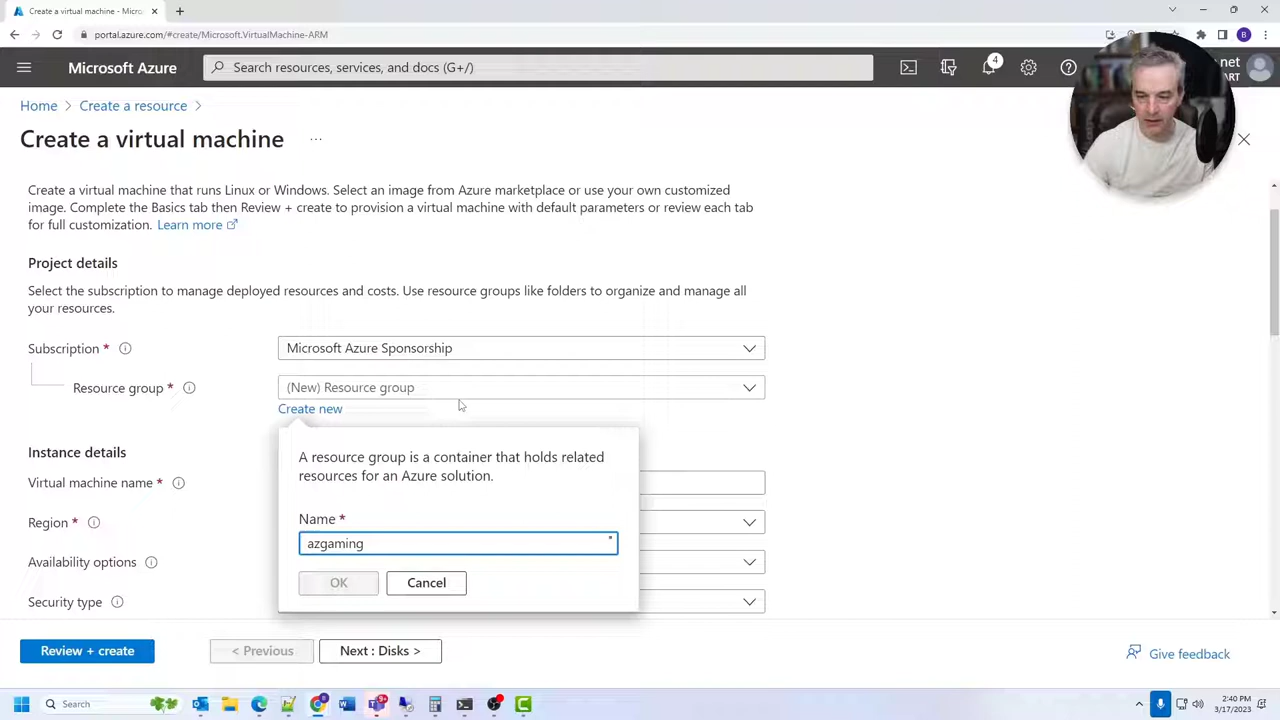 Create a virtual machine - Micros
portal.azure.com/#create/Microsoft.VirtualMachine-ARM
B
Microsoft Azure
Search resources, services, and docs (G+/)
4
net
ART
Home > Create a resource >
Create a virtual machine ...
Create a virtual machine that runs Linux or Windows. Select an image from Azure marketplace or use your own customized
image. Complete the Basics tab then Review + create to provision a virtual machine with default parameters or review each tab
for full customization. Learn more
Project details
Select the subscription to manage deployed resources and costs. Use resource groups like folders to organize and manage all
your resources.
Subscription *
Microsoft Azure Sponsorship
Resource group *
(New) Resource group
Create new
A resource group is a container that holds related
resources for an Azure solution.
Name *
azgaming
OK
Cancel
Instance details
Virtual machine name *
Region *
Availability options
Security type
Review + create
< Previous
Next : Disks >
Give feedback
Search
9+
2:40 PM
3/17/2023